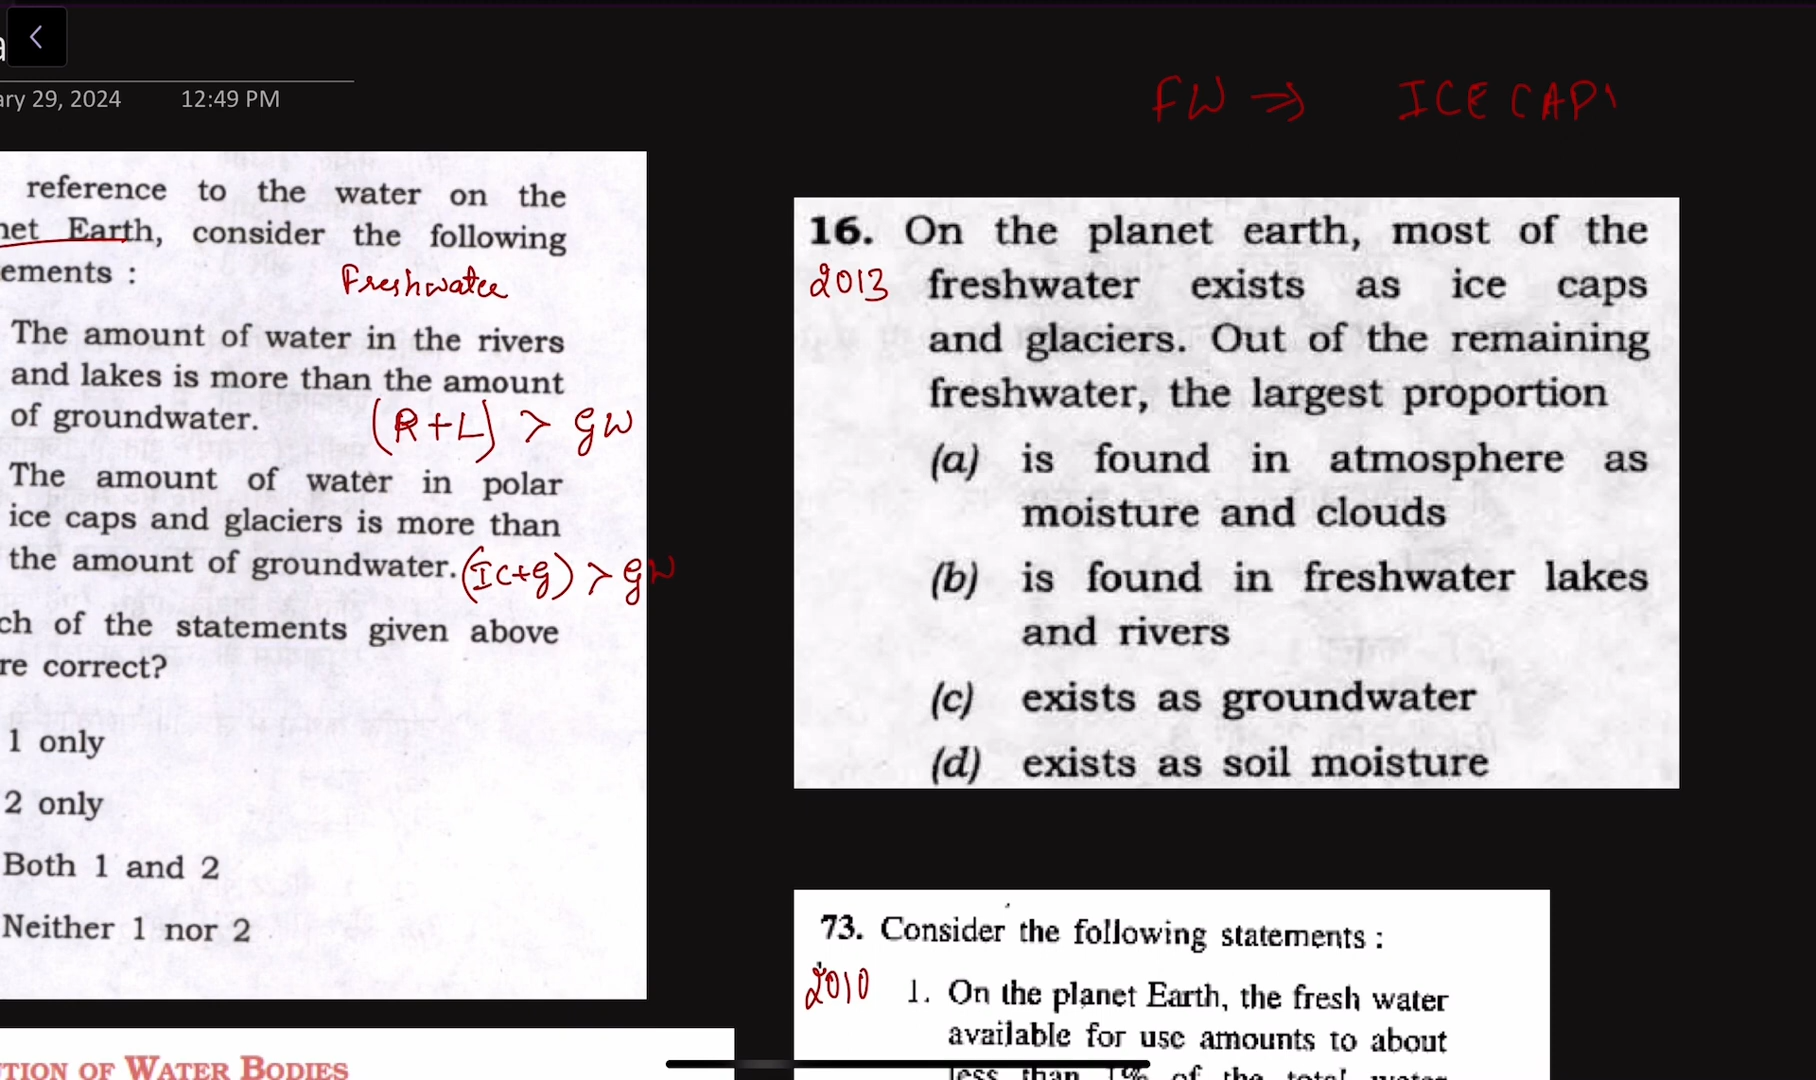 ary 29, 2024 12:49 PM
FW ⇒ ICE CAP
reference to the water on the
net Earth, consider the following
ements :
Freshwater
The amount of water in the rivers
and lakes is more than the amount
of groundwater.
(R+L) > gW
The amount of water in polar
ice caps and glaciers is more than
the amount of groundwater.
(IC+g) > gW
ch of the statements given above
re correct?
1 only
2 only
Both 1 and 2
Neither 1 nor 2
TION OF WATER BODIES
16. On the planet earth, most of the
2013 freshwater exists as ice caps
and glaciers. Out of the remaining
freshwater, the largest proportion
(a) is found in atmosphere as
moisture and clouds
(b) is found in freshwater lakes
and rivers
(c) exists as groundwater
(d) exists as soil moisture
73. Consider the following statements :
2010 1. On the planet Earth, the fresh water
available for use amounts to about
less than 1% of the total water